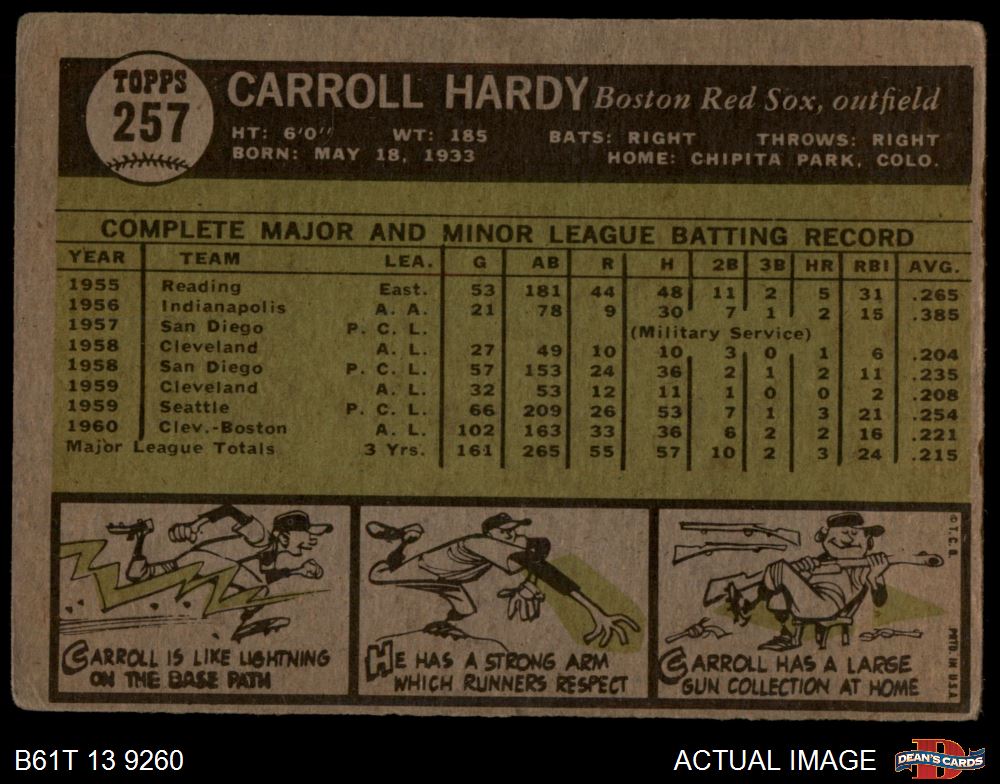 TOPPS
257
CARROLL HARDY Boston Red Sox, outfield
HT: 6'0" WT: 185 BATS: RIGHT THROWS: RIGHT
BORN: MAY 18, 1933 HOME: CHIPITA PARK, COLO.
COMPLETE MAJOR AND MINOR LEAGUE BATTING RECORD
YEAR TEAM LEA. G AB R H 2B 3B HR RBI AVG.
1955 Reading East. 53 181 44 48 11 2 5 31 .265
1956 Indianapolis A. A. 21 78 9 30 7 1 2 15 .385
1957 San Diego P. C. L. (Military Service)
1958 Cleveland A. L. 27 49 10 10 3 0 1 6 .204
1958 San Diego P. C. L. 57 153 24 36 2 1 2 11 .235
1959 Cleveland A. L. 32 53 12 11 1 0 0 2 .208
1959 Seattle P. C. L. 66 209 26 53 7 1 3 21 .254
1960 Clev.-Boston A. L. 102 163 33 36 6 2 2 16 .221
Major League Totals 3 Yrs. 161 265 55 57 10 2 3 24 .215
CARROLL IS LIKE LIGHTNING
ON THE BASE PATH
HE HAS A STRONG ARM
WHICH RUNNERS RESPECT
CARROLL HAS A LARGE
GUN COLLECTION AT HOME
© T. C. G.
PRTD. IN U.S.A.
B61T 13 9260
ACTUAL IMAGE
D
DEAN'S CARDS